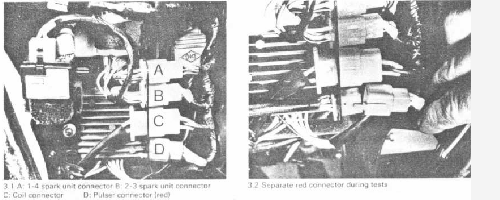 A
B
C
D
3.1 A: 1-4 spark unit connector B: 2-3 spark unit connector
C: Coil connector D: Pulser connector (red)
3.2 Separate red connector during tests